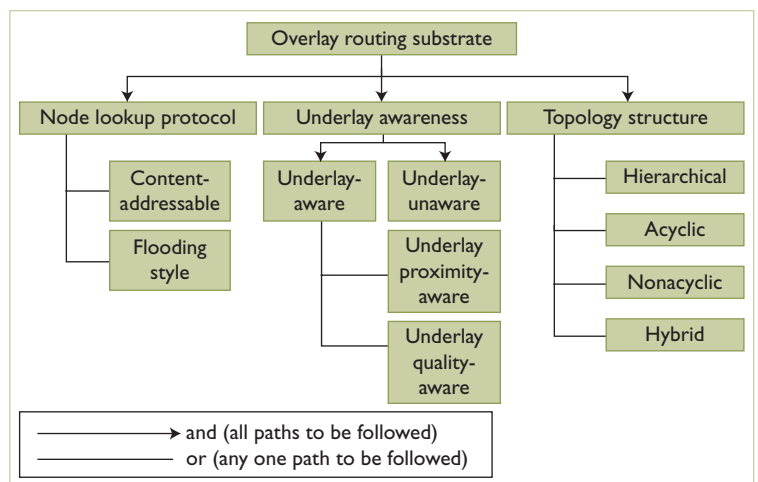 Overlay routing substrate
Node lookup protocol
Underlay awareness
Topology structure
Content-
addressable
Flooding
style
Underlay-
aware
Underlay-
unaware
Underlay
proximity-
aware
Underlay
quality-
aware
Hierarchical
Acyclic
Nonacyclic
Hybrid
and (all paths to be followed)
or (any one path to be followed)